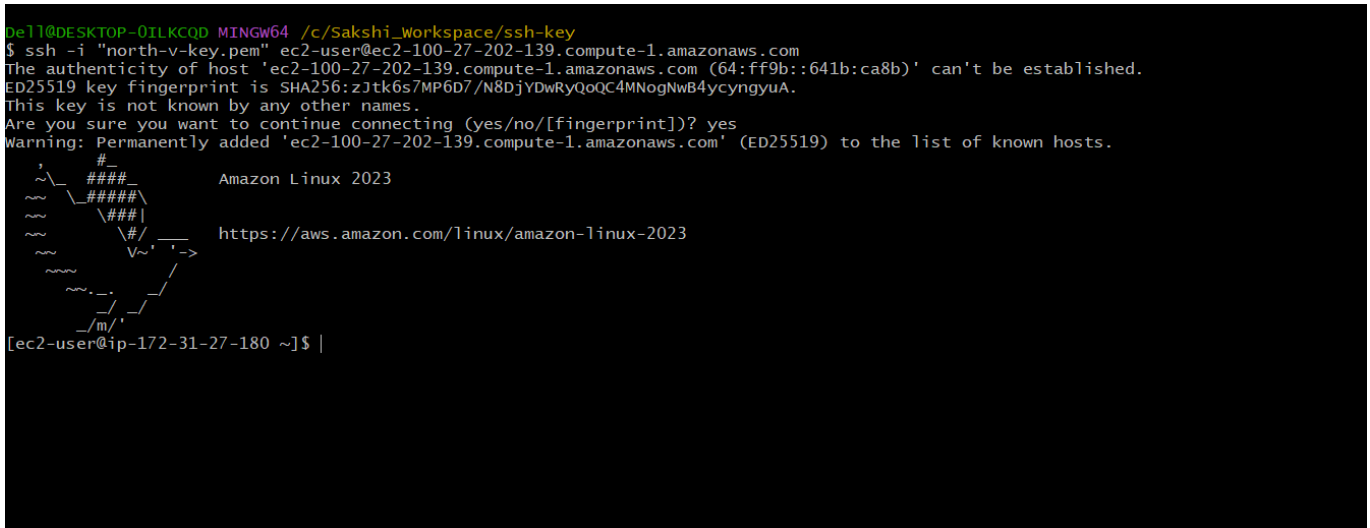 Dell@DESKTOP-OILKCQD MINGW64 /c/Sakshi_Workspace/ssh-key
$ ssh -i "north-v-key.pem" ec2-user@ec2-100-27-202-139.compute-1.amazonaws.com
The authenticity of host 'ec2-100-27-202-139.compute-1.amazonaws.com (64:ff9b::641b:ca8b)' can't be established.
ED25519 key fingerprint is SHA256:zJtk6s7MP6D7/N8DjYDwRyQoQC4MNogNwB4ycyngyuA.
This key is not known by any other names.
Are you sure you want to continue connecting (yes/no/[fingerprint])? yes
Warning: Permanently added 'ec2-100-27-202-139.compute-1.amazonaws.com' (ED25519) to the list of known hosts.
   ,     #_
   ~\_  ####_        Amazon Linux 2023
  ~~  \_#####\
  ~~     \###|
  ~~       \#/ ___   https://aws.amazon.com/linux/amazon-linux-2023
   ~~       V~' '->
    ~~~         /
      ~~._.   _/
         _/ _/
       _/m/'
[ec2-user@ip-172-31-27-180 ~]$